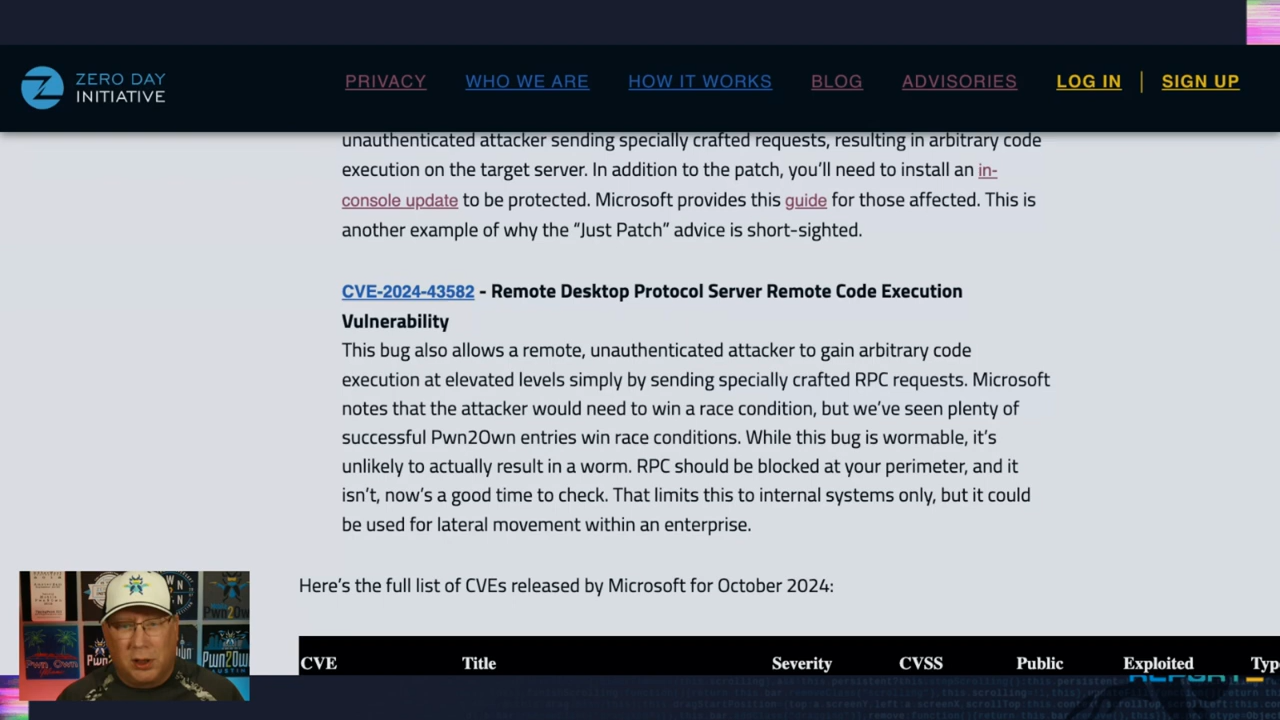 ZERO DAY
INITIATIVE
PRIVACY
WHO WE ARE
HOW IT WORKS
BLOG
ADVISORIES
LOG IN | SIGN UP
unauthenticated attacker sending specially crafted requests, resulting in arbitrary code
execution on the target server. In addition to the patch, you’ll need to install an in-
console update to be protected. Microsoft provides this guide for those affected. This is
another example of why the “Just Patch” advice is short-sighted.
CVE-2024-43582 - Remote Desktop Protocol Server Remote Code Execution
Vulnerability
This bug also allows a remote, unauthenticated attacker to gain arbitrary code
execution at elevated levels simply by sending specially crafted RPC requests. Microsoft
notes that the attacker would need to win a race condition, but we’ve seen plenty of
successful Pwn2Own entries win race conditions. While this bug is wormable, it’s
unlikely to actually result in a worm. RPC should be blocked at your perimeter, and it
isn’t, now’s a good time to check. That limits this to internal systems only, but it could
be used for lateral movement within an enterprise.
Here’s the full list of CVEs released by Microsoft for October 2024:
CVE Title Severity CVSS Public Exploited Typ
Pwn2Own
Pwn Own
Pwn2Own
AUSTIN